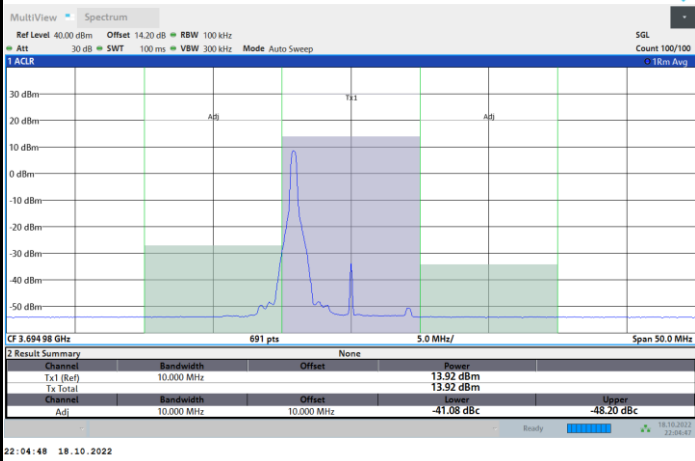 MultiView Spectrum
Ref Level 40.00 dBm Offset 14.20 dB RBW 100 kHz SGL
Att 30 dB SWT 100 ms VBW 300 kHz Mode Auto Sweep Count 100/100
1 ACLR 1Rm Avg
30 dBm
Tx1
20 dBm Adj Adj
10 dBm
0 dBm
-10 dBm
-20 dBm
-30 dBm
-40 dBm
-50 dBm
CF 3.694 98 GHz 691 pts 5.0 MHz/ Span 50.0 MHz
2 Result Summary None
Channel Bandwidth Offset Power
Tx1 (Ref) 10.000 MHz 13.92 dBm
Tx Total 13.92 dBm
Channel Bandwidth Offset Lower Upper
Adj 10.000 MHz 10.000 MHz -41.08 dBc -48.20 dBc
Ready 18.10.2022
22:04:47
22:04:48 18.10.2022